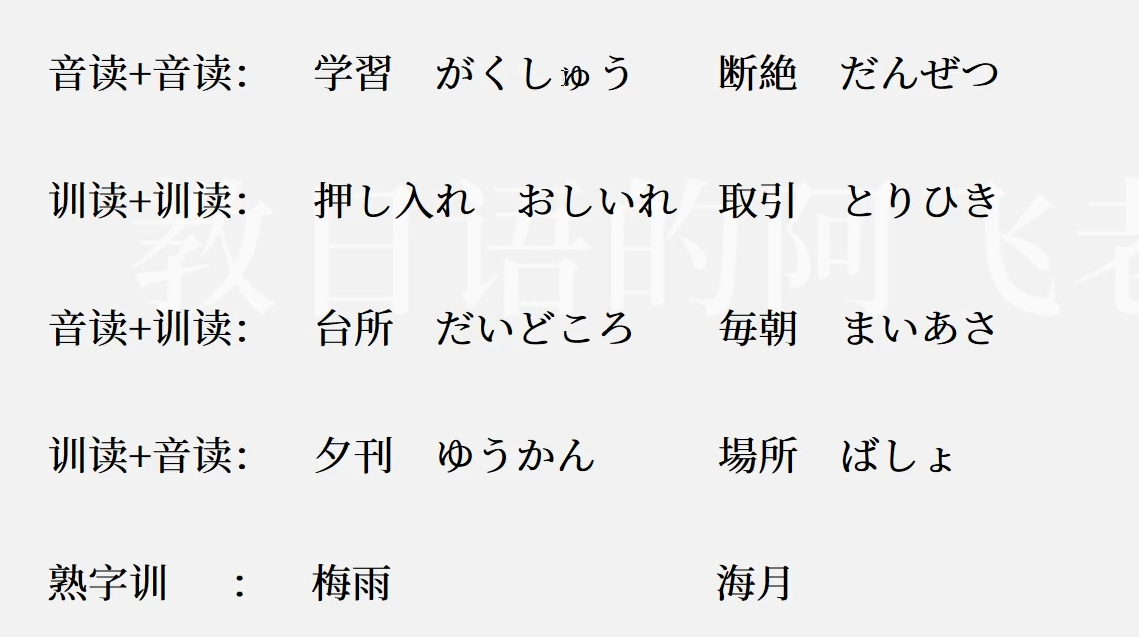 音读+音读： 学習 がくしゅう 断絶 だんぜつ
训读+训读： 押し入れ おしいれ 取引 とりひき
教日语的阿飞老
音读+训读： 台所 だいどころ 毎朝 まいあさ
训读+音读： 夕刊 ゆうかん 場所 ばしょ
熟字训 ： 梅雨 海月